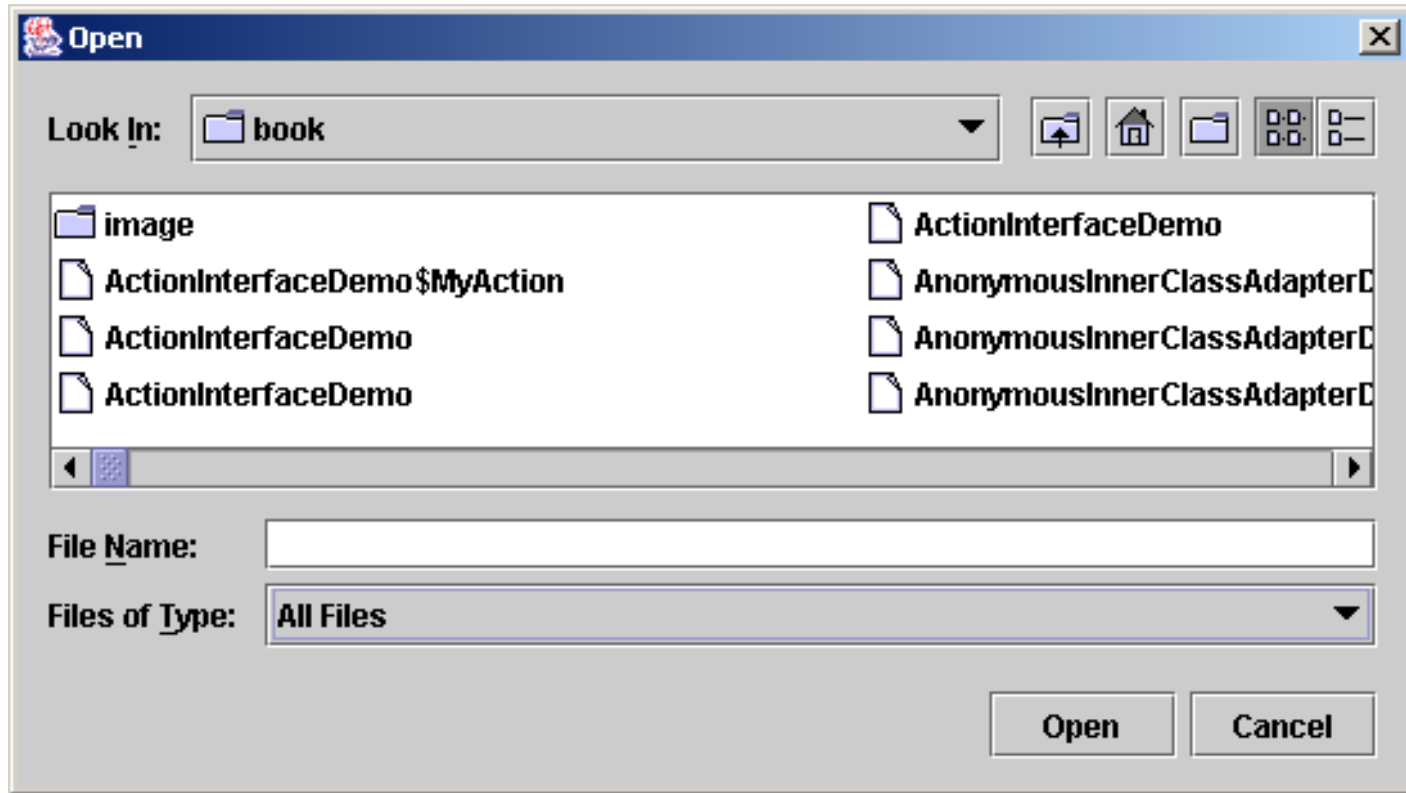 Open
Look In: book
image
ActionInterfaceDemo$MyAction
ActionInterfaceDemo
ActionInterfaceDemo
ActionInterfaceDemo
AnonymousInnerClassAdapterD
AnonymousInnerClassAdapterD
AnonymousInnerClassAdapterD
File Name:
Files of Type: All Files
Open Cancel